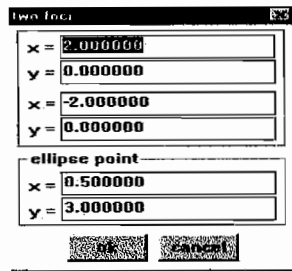 two foci
x = 2.000000
y = 0.000000
x = -2.000000
y = 0.000000
ellipse point
x = 0.500000
y = 3.000000
ok cancel